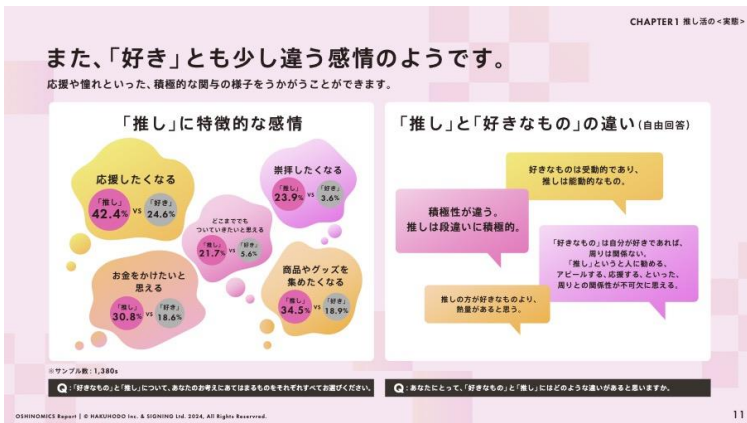 CHAPTER1 推し活の<実態>
また、「好き」とも少し違う感情のようです。
応援や憧れといった、積極的な関与の様子をうかがうことができます。
「推し」に特徴的な感情
応援したくなる
「推し」
42.4%
vs
「好き」
24.6%
崇拝したくなる
「推し」
23.9%
vs
「好き」
3.6%
どこまででも
ついていきたいと思える
「推し」
21.7%
vs
「好き」
5.6%
お金をかけたいと
思える
「推し」
30.8%
vs
「好き」
18.6%
商品やグッズを
集めたくなる
「推し」
34.5%
vs
「好き」
18.9%
※サンプル数:1,380s
Q:「好きなもの」と「推し」について、あなたのお考えにあてはまるものをそれぞれすべてお選びください。
「推し」と「好きなもの」の違い(自由回答)
好きなものは受動的であり、
推しは能動的なもの。
積極性が違う。
推しは段違いに積極的。
「好きなもの」は自分が好きであれば、
周りは関係ない。
「推し」というと人に勧める、
アピールする、応援する、といった、
周りとの関係性が不可欠に思える。
推しの方が好きなものより、
熱量があると思う。
Q:あなたにとって、「好きなもの」と「推し」にはどのような違いがあると思いますか。
OSHINOMICS Report | © HAKUHODO Inc. & SIGNING Ltd. 2024, All Rights Reserved.
11